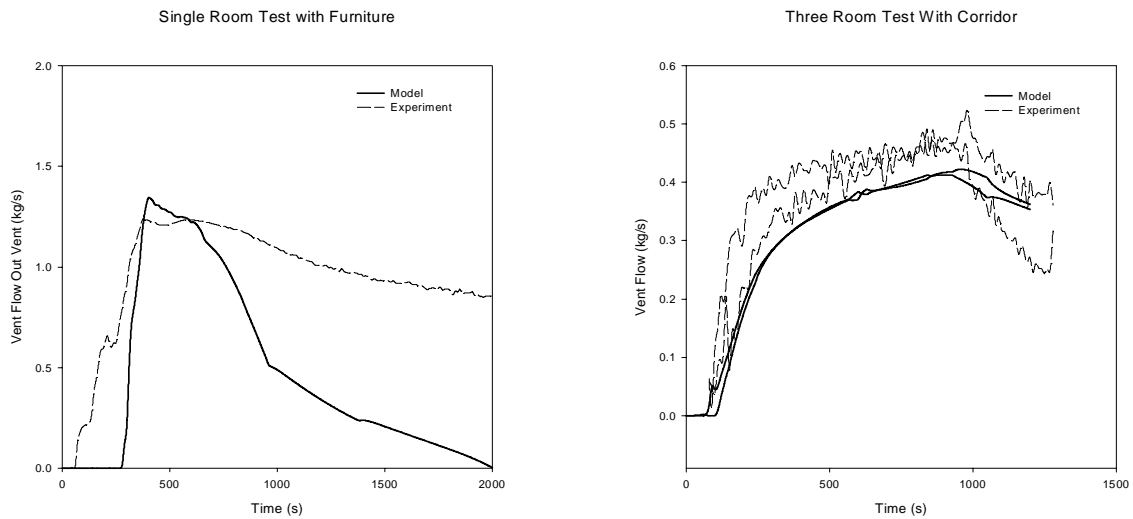 Single Room Test with Furniture
Three Room Test With Corridor
2.0
1.5
1.0
0.5
0.0
Vent Flow Out Vent (kg/s)
Model
Experiment
0
500
1000
1500
2000
Time (s)
0.6
0.5
0.4
0.3
0.2
0.1
0.0
Vent Flow (kg/s)
Model
Experiment
0
500
1000
1500
Time (s)